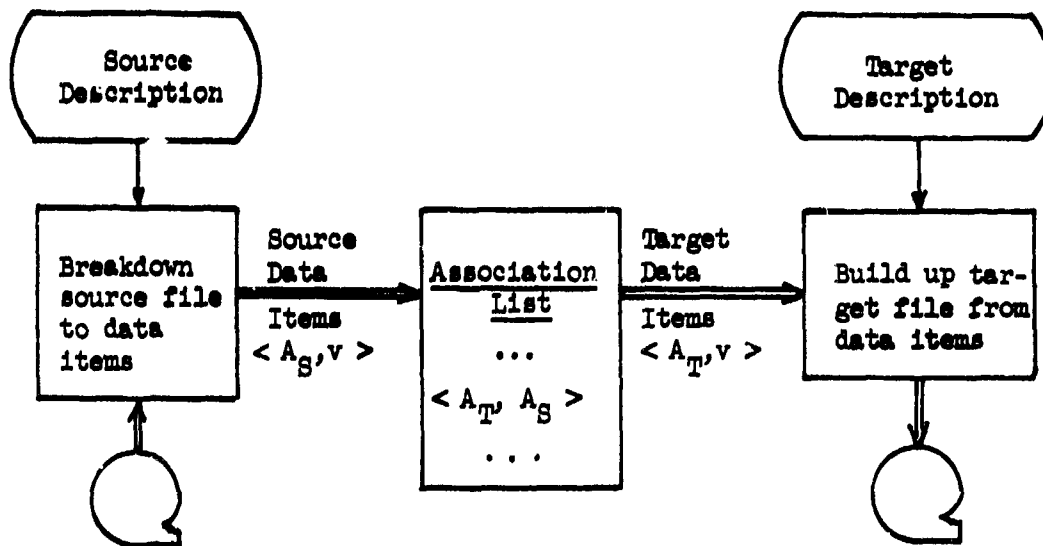 Source
Description
Target
Description
Breakdown
source file
to data
items
Source
Data
Items
< A_S, v >
Association
List
...
< A_T, A_S >
...
Target
Data
Items
< A_T, v >
Build up tar-
get file from
data items